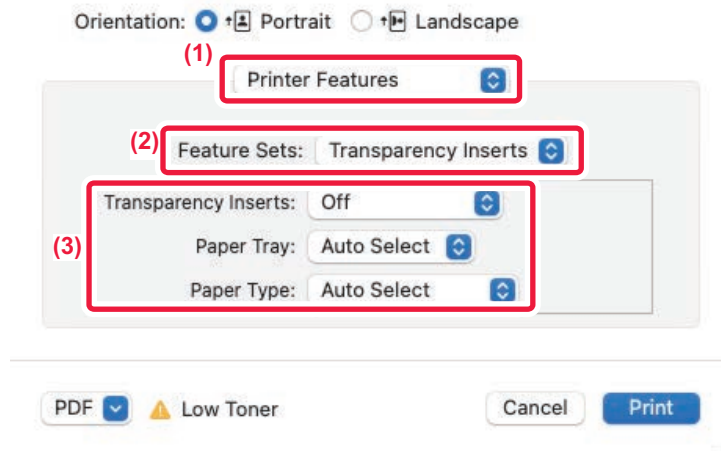 Orientation: Portrait Landscape
(1)
Printer Features
(2)
Feature Sets: Transparency Inserts
(3)
Transparency Inserts: Off
Paper Tray: Auto Select
Paper Type: Auto Select
PDF Low Toner Cancel Print